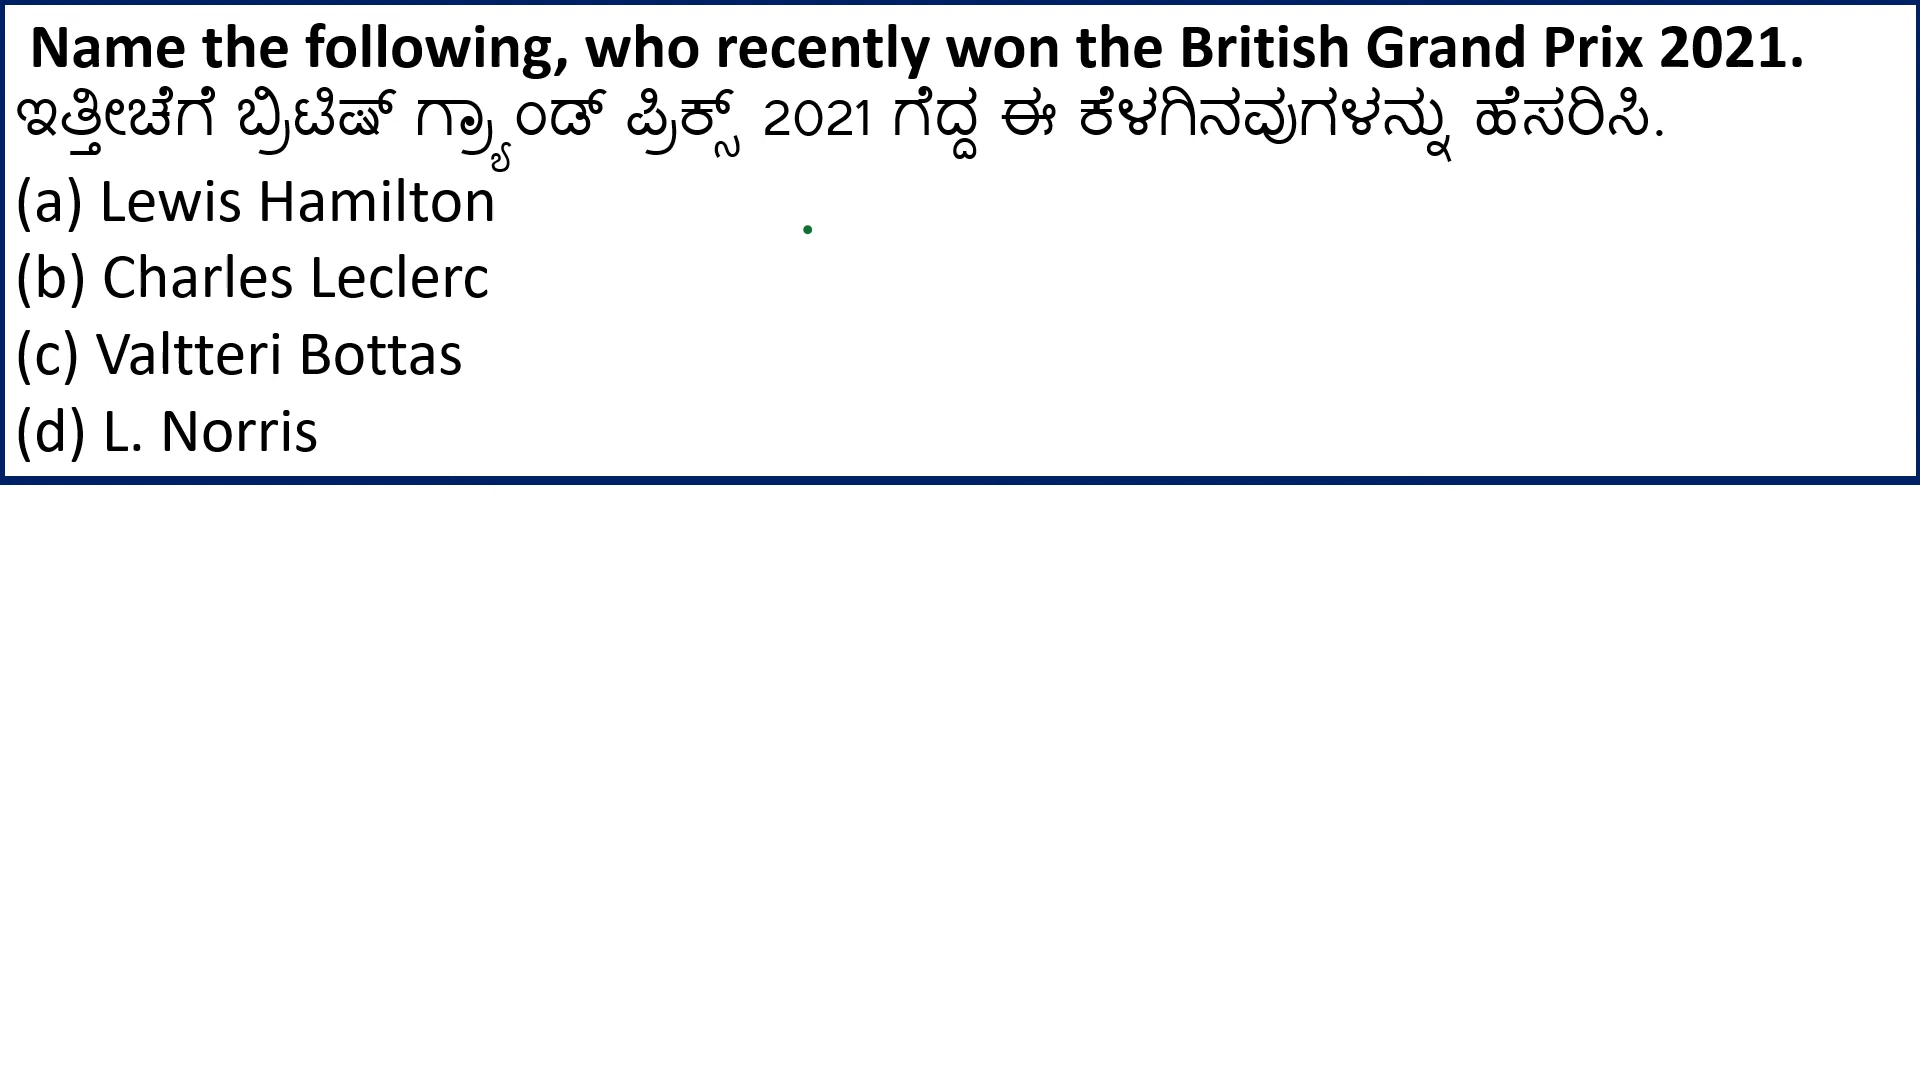 Name the following, who recently won the British Grand Prix 2021.
ಇತ್ತೀಚೆಗೆ ಬ್ರಿಟಿಷ್ ಗ್ರ್ಯಾಂಡ್ ಪ್ರಿಕ್ಸ್ 2021 ಗೆದ್ದ ಈ ಕೆಳಗಿನವುಗಳನ್ನು ಹೆಸರಿಸಿ.
(a) Lewis Hamilton
(b) Charles Leclerc
(c) Valtteri Bottas
(d) L. Norris